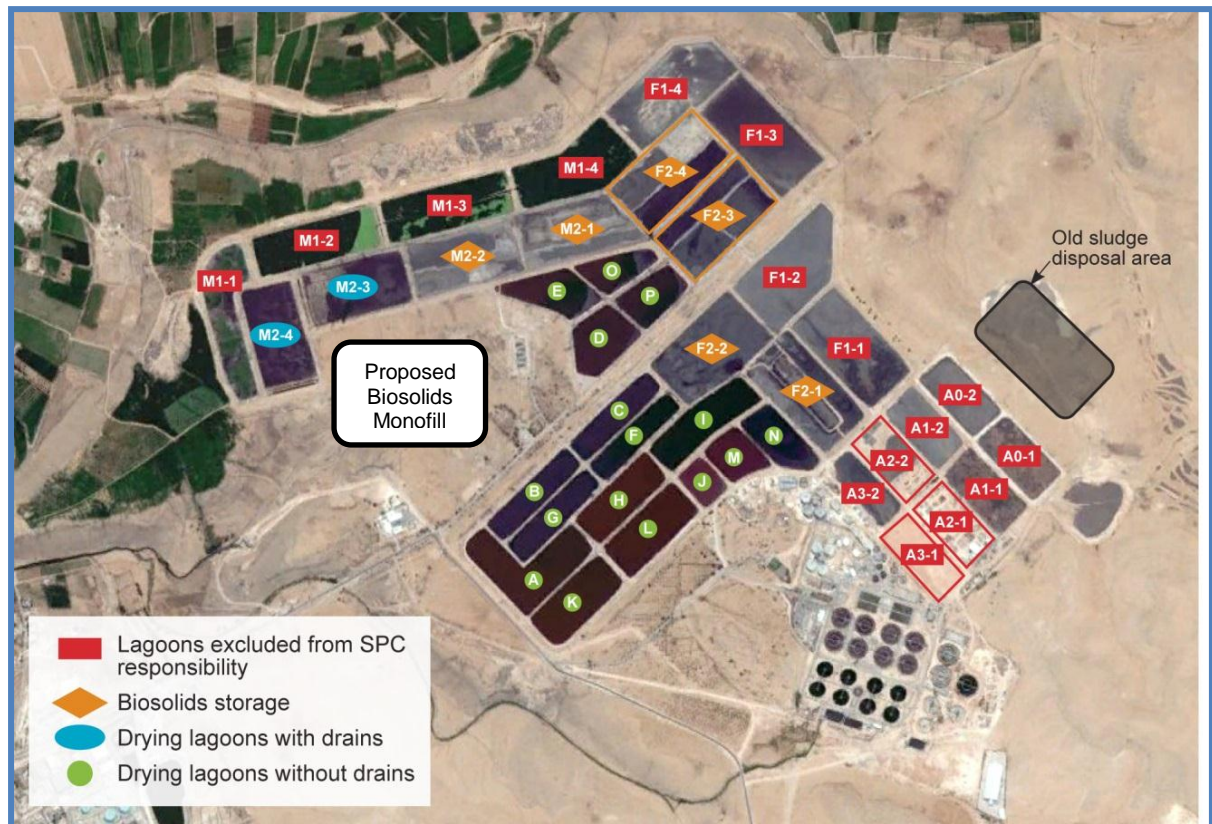 F1-4
F1-3
F2-4
M1-4
F2-3
M1-3
M2-1
M1-2
M2-2
Old sludge
disposal area
O
M1-1
M2-3
E
P
F1-2
M2-4
D
F2-2
F1-1
Proposed
Biosolids
Monofill
F2-1
A0-2
C
I
A1-2
F
N
A0-1
M
A2-2
J
A1-1
B
A3-2
H
G
A2-1
L
A3-1
A
K
Lagoons excluded from SPC
responsibility
Biosolids storage
Drying lagoons with drains
Drying lagoons without drains